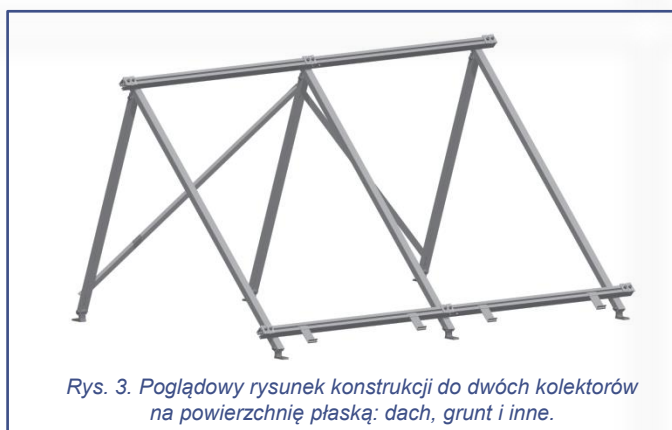 Rys. 3. Poglądowy rysunek konstrukcji do dwóch kolektorów
na powierzchnię płaską: dach, grunt i inne.